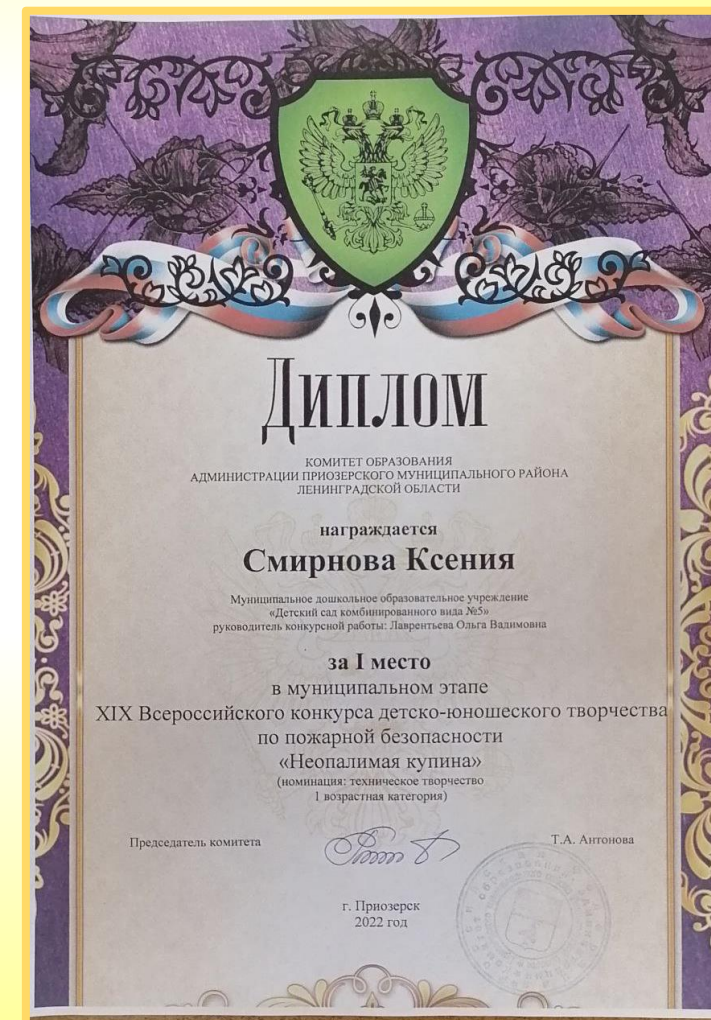 Диплом
КОМИТЕТ ОБРАЗОВАНИЯ
АДМИНИСТРАЦИИ ПРИОЗЕРСКОГО МУНИЦИПАЛЬНОГО РАЙОНА
ЛЕНИНГРАДСКОЙ ОБЛАСТИ
награждается
Смирнова Ксения
Муниципальное дошкольное образовательное учреждение
«Детский сад комбинированного вида №5»
руководитель конкурсной работы: Лаврентьева Ольга Вадимовна
за I место
в муниципальном этапе
XIX Всероссийского конкурса детско-юношеского творчества
по пожарной безопасности
«Неопалимая купина»
(номинация: техническое творчество
1 возрастная категория)
Председатель комитета Т.А. Антонова
г. Приозерск
2022 год